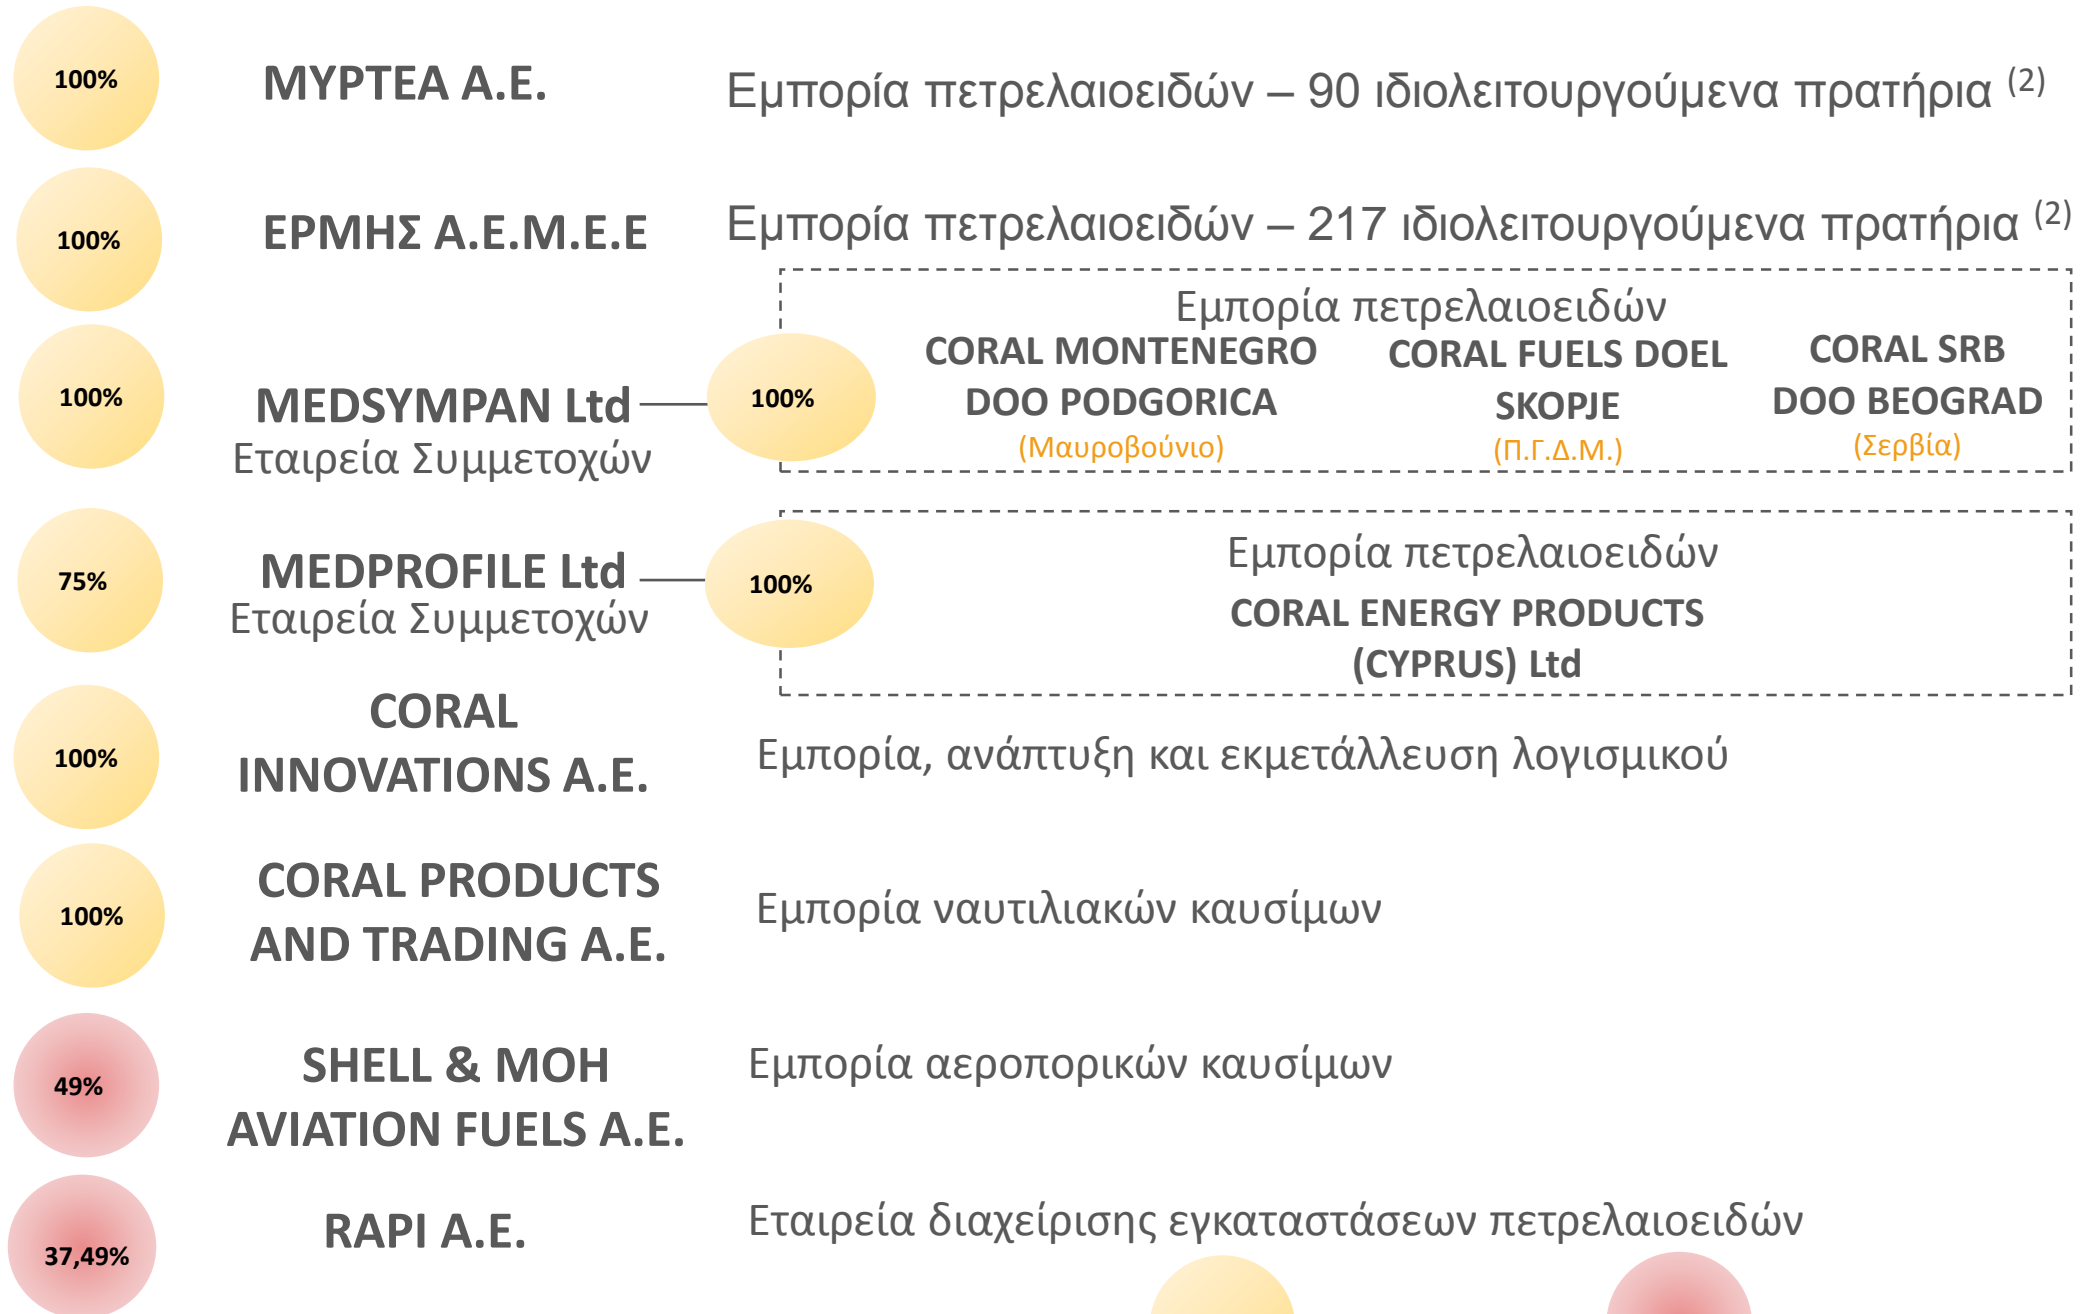 100%
ΜΥΡΤΕΑ Α.Ε.
Εμπορία πετρελαιοειδών – 90 ιδιολειτουργούμενα πρατήρια (2)
100%
ΕΡΜΗΣ Α.Ε.Μ.Ε.Ε
Εμπορία πετρελαιοειδών – 217 ιδιολειτουργούμενα πρατήρια (2)
100%
MEDSYMPAN Ltd
Εταιρεία Συμμετοχών
100%
Εμπορία πετρελαιοειδών
CORAL MONTENEGRO
DOO PODGORICA
(Μαυροβούνιο)
CORAL FUELS DOEL
SKOPJE
(Π.Γ.Δ.Μ.)
CORAL SRB
DOO BEOGRAD
(Σερβία)
75%
MEDPROFILE Ltd
Εταιρεία Συμμετοχών
100%
Εμπορία πετρελαιοειδών
CORAL ENERGY PRODUCTS
(CYPRUS) Ltd
100%
CORAL
INNOVATIONS A.E.
Εμπορία, ανάπτυξη και εκμετάλλευση λογισμικού
100%
CORAL PRODUCTS
AND TRADING A.E.
Εμπορία ναυτιλιακών καυσίμων
49%
SHELL & MOH
AVIATION FUELS A.E.
Εμπορία αεροπορικών καυσίμων
37,49%
RAPI A.E.
Εταιρεία διαχείρισης εγκαταστάσεων πετρελαιοειδών